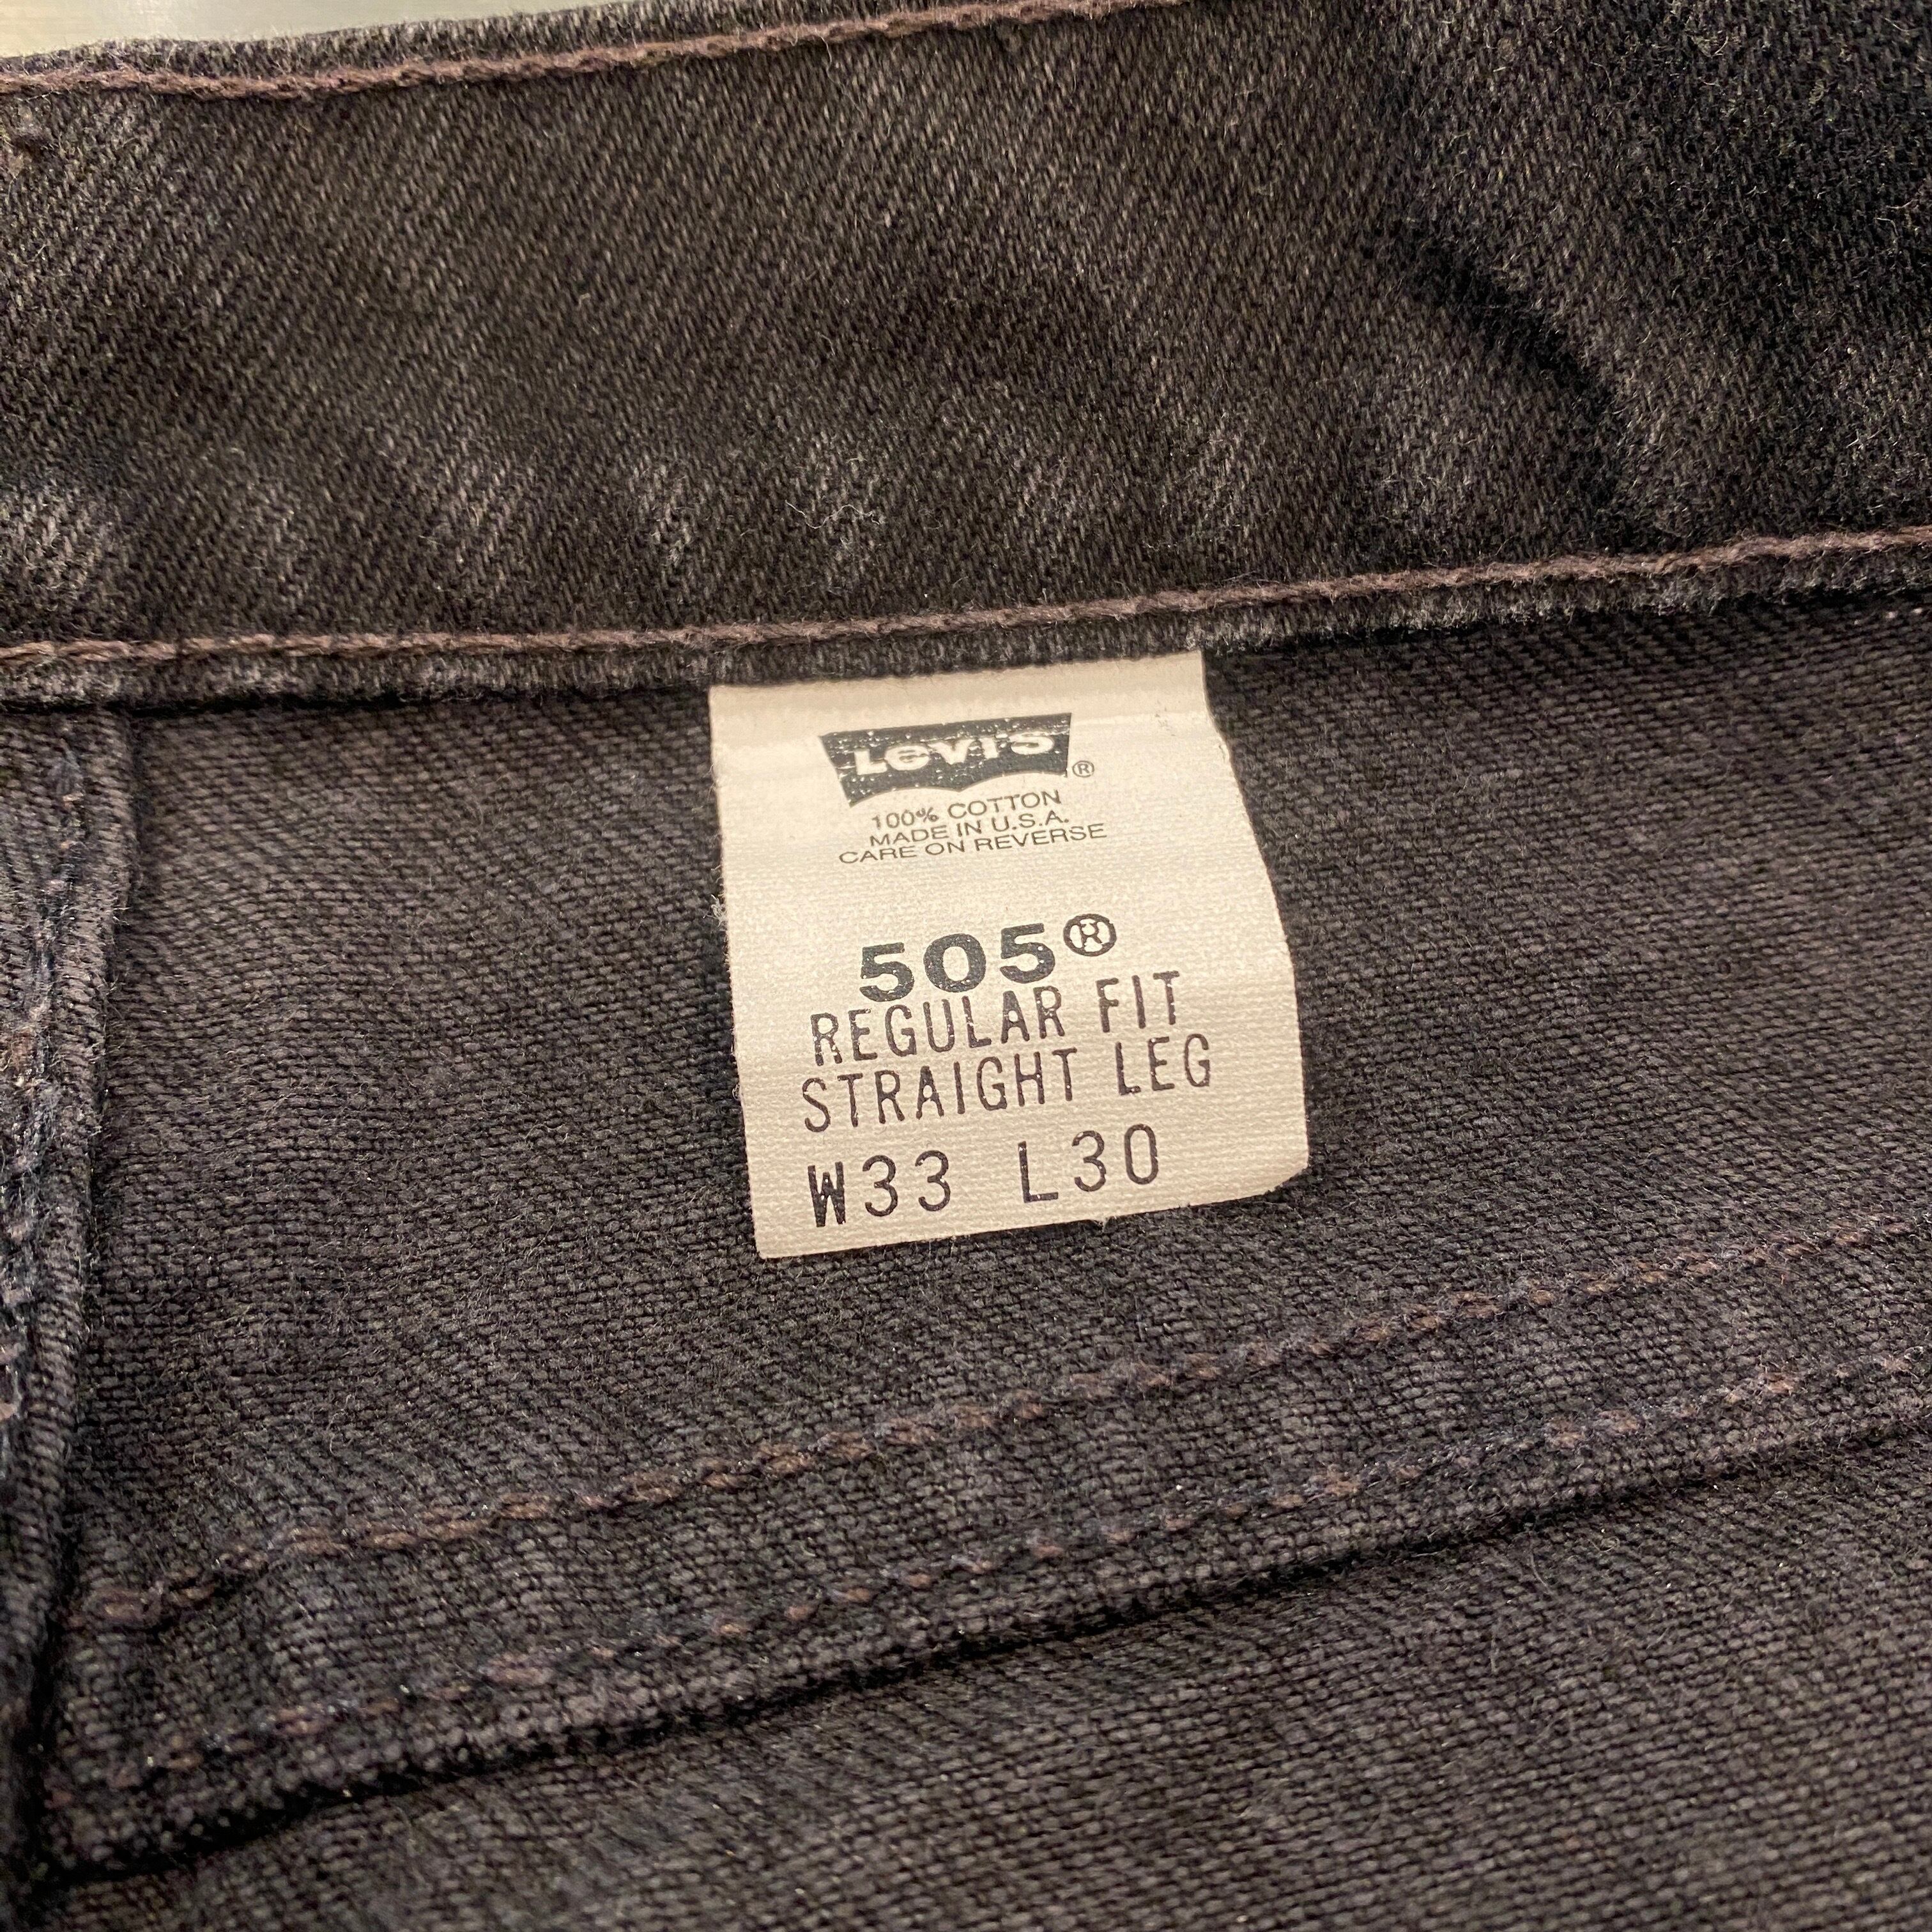 Levi's®
100% COTTON
MADE IN U.S.A.
CARE ON REVERSE
505®
REGULAR FIT
STRAIGHT LEG
W33 L30